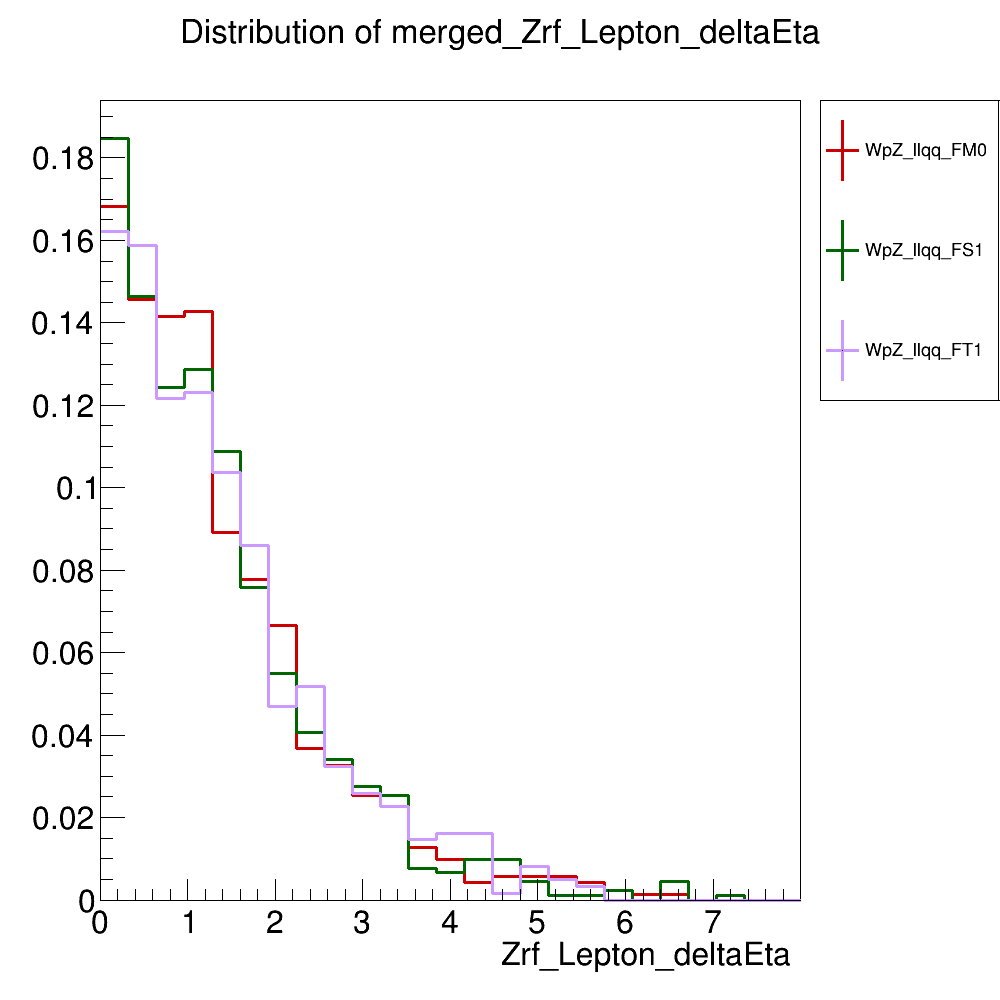 Distribution of merged_Zrf_Lepton_deltaEta
WpZ_llqq_FM0
WpZ_llqq_FS1
WpZ_llqq_FT1
0.18
0.16
0.14
0.12
0.1
0.08
0.06
0.04
0.02
0
0 1 2 3 4 5 6 7
Zrf_Lepton_deltaEta